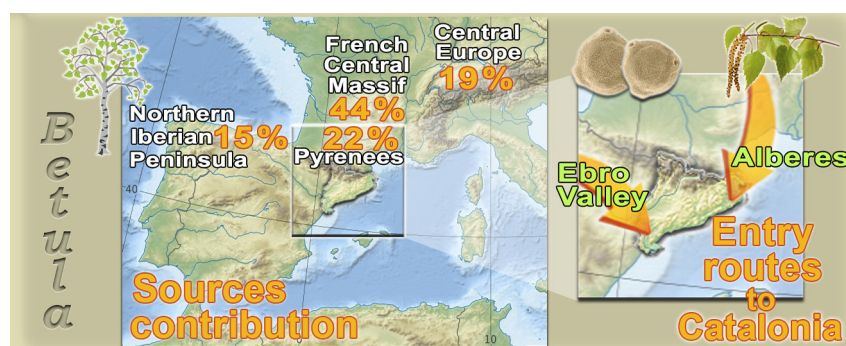 Betula
Northern
Iberian 15%
Peninsula
French
Central
Massif
44%
22%
Pyrenees
Central
Europe
19%
40
10
Sources
contribution
Ebro
Valley
Alberes
Entry
routes
to
Catalonia